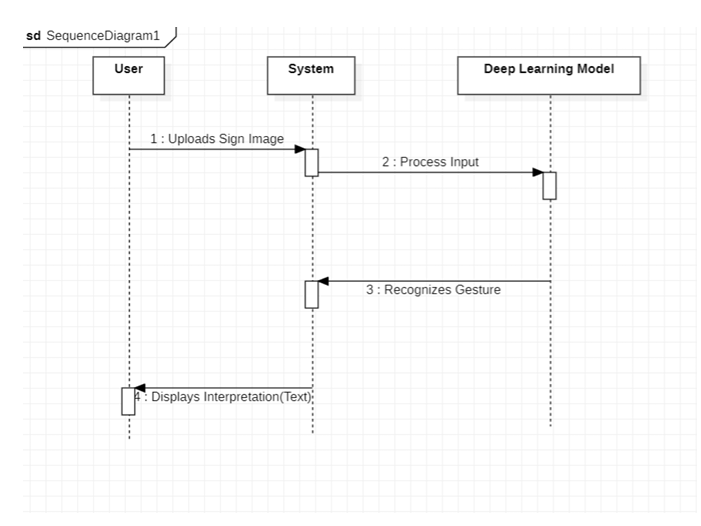 sd SequenceDiagram1
User
System
Deep Learning Model
1 : Uploads Sign Image
2 : Process Input
3 : Recognizes Gesture
4 : Displays Interpretation(Text)